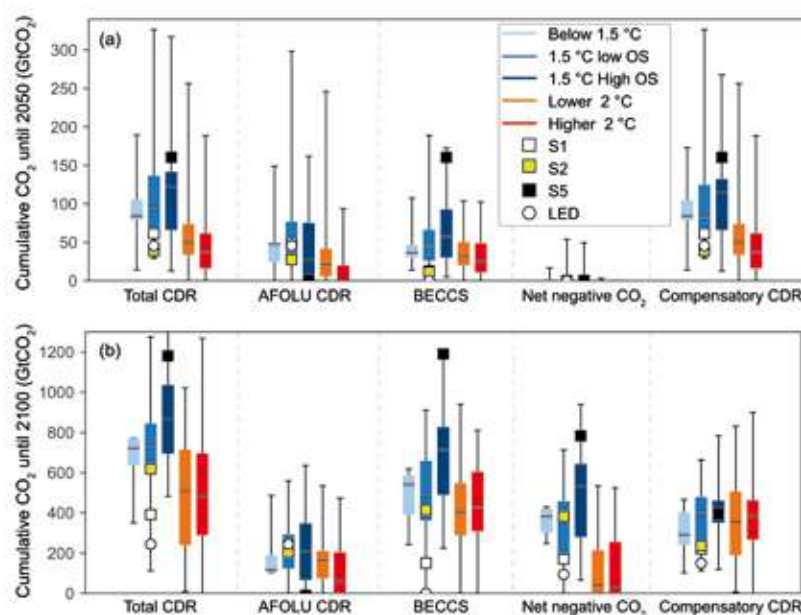 (a)
Cumulative CO₂ until 2050 (GtCO₂)
300
250
200
150
100
50
0
Below 1.5 °C
1.5 °C low OS
1.5 °C High OS
Lower 2 °C
Higher 2 °C
S1
S2
S5
LED
Total CDR
AFOLU CDR
BECCS
Net negative CO₂
Compensatory CDR
(b)
Cumulative CO₂ until 2100 (GtCO₂)
1200
1000
800
600
400
200
0
Total CDR
AFOLU CDR
BECCS
Net negative CO₂
Compensatory CDR